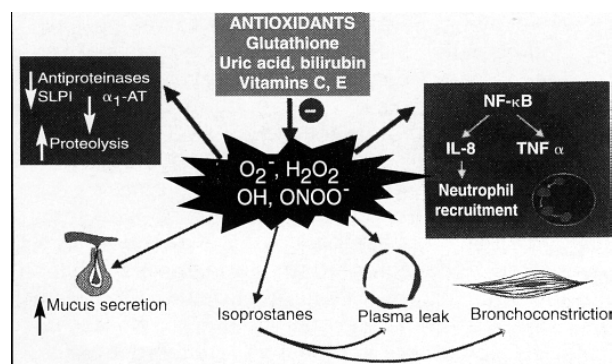 ANTIOXIDANTS
Glutathione
Uric acid, bilirubin
Vitamins C, E
Antiproteinases
SLPI α₁-AT
Proteolysis
NF-κB
IL-8 TNF α
Neutrophil
recruitment
O₂⁻, H₂O₂
OH, ONOO⁻
Mucus secretion
Isoprostanes
Plasma leak
Bronchoconstriction